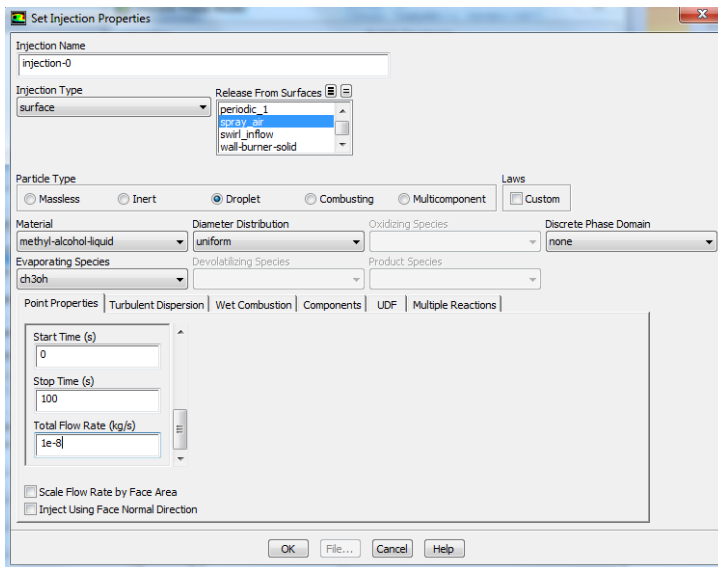 Set Injection Properties
Injection Name
injection-0
Injection Type
surface
Release From Surfaces
periodic_1
spray_air
swirl_inflow
wall-burner-solid
Particle Type
Massless Inert Droplet Combusting Multicomponent
Laws
Custom
Material
methyl-alcohol-liquid
Diameter Distribution
uniform
Oxidizing Species
Discrete Phase Domain
none
Evaporating Species
ch3oh
Devolatilizing Species
Product Species
Point Properties Turbulent Dispersion Wet Combustion Components UDF Multiple Reactions
Start Time (s)
0
Stop Time (s)
100
Total Flow Rate (kg/s)
1e-8
Scale Flow Rate by Face Area
Inject Using Face Normal Direction
OK File... Cancel Help